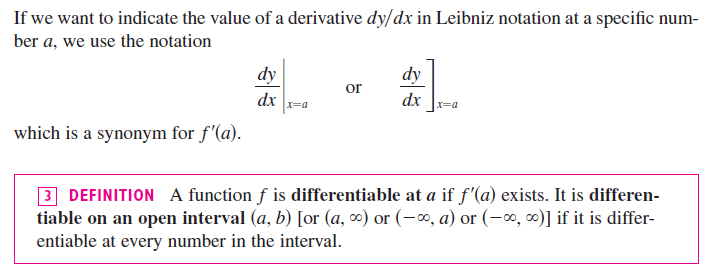 If we want to indicate the value of a derivative dy/dx in Leibniz notation at a specific num-
ber a, we use the notation
dy/dx |x=a or dy/dx ]x=a
which is a synonym for f′(a).
3 DEFINITION A function f is differentiable at a if f′(a) exists. It is differen-
tiable on an open interval (a, b) [or (a, ∞) or (−∞, a) or (−∞, ∞)] if it is differ-
entiable at every number in the interval.